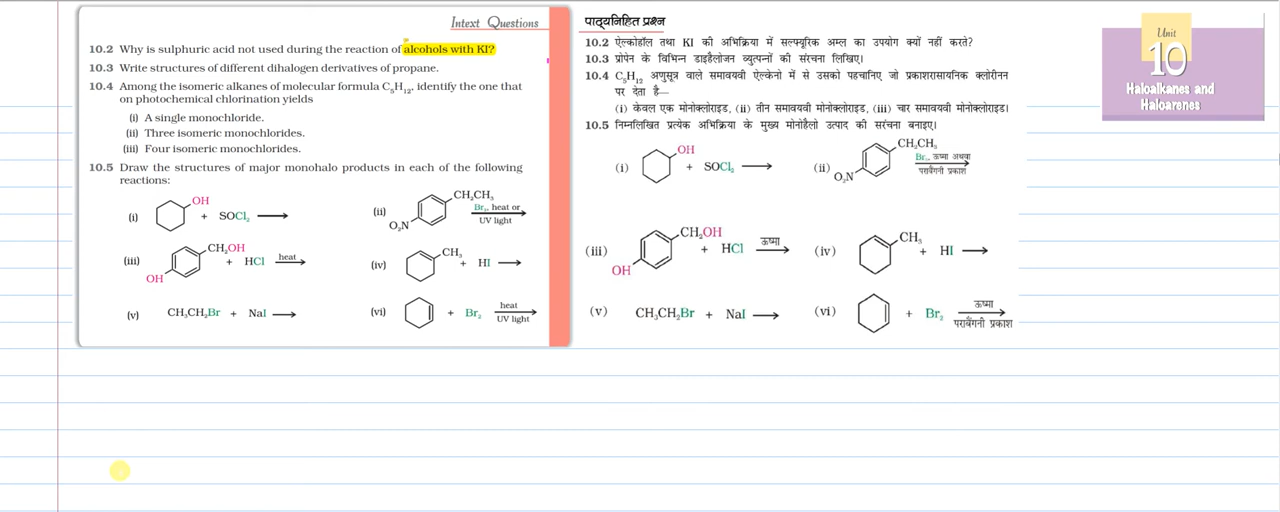 Intext Questions
10.2 Why is sulphuric acid not used during the reaction of alcohols with KI?
10.3 Write structures of different dihalogen derivatives of propane.
10.4 Among the isomeric alkanes of molecular formula C₅H₁₂, identify the one that
on photochemical chlorination yields
(i) A single monochloride.
(ii) Three isomeric monochlorides.
(iii) Four isomeric monochlorides.
10.5 Draw the structures of major monohalo products in each of the following
reactions:
(i) OH + SOCl₂
(ii) CH₂CH₃ O₂N Br₂, heat or UV light
(iii) CH₂OH OH + HCl heat
(iv) CH₃ + HI
(v) CH₃CH₂Br + NaI
(vi) + Br₂ heat UV light
पाठ्यनिहित प्रश्न
10.2 ऐल्कोहॉल तथा KI की अभिक्रिया में सल्फ्यूरिक अम्ल का उपयोग क्यों नहीं करते?
10.3 प्रोपेन के विभिन्न डाइहैलोजन व्युत्पन्नों की संरचना लिखिए।
10.4 C₅H₁₂ अणुसूत्र वाले समावयवी ऐल्केनो में से उसको पहचानिए जो प्रकाशरासायनिक क्लोरीनन
पर देता है—
(i) केवल एक मोनोक्लोराइड, (ii) तीन समावयवी मोनोक्लोराइड, (iii) चार समावयवी मोनोक्लोराइड।
10.5 निम्नलिखित प्रत्येक अभिक्रिया के मुख्य मोनोहैलो उत्पाद की सरंचना बनाइए।
(i) OH + SOCl₂
(ii) CH₂CH₃ O₂N Br₂, ऊष्मा अथवा पराबैंगनी प्रकाश
(iii) CH₂OH OH + HCl ऊष्मा
(iv) CH₃ + HI
(v) CH₃CH₂Br + NaI
(vi) + Br₂ ऊष्मा पराबैंगनी प्रकाश
Unit
10
Haloalkanes and
Haloarenes